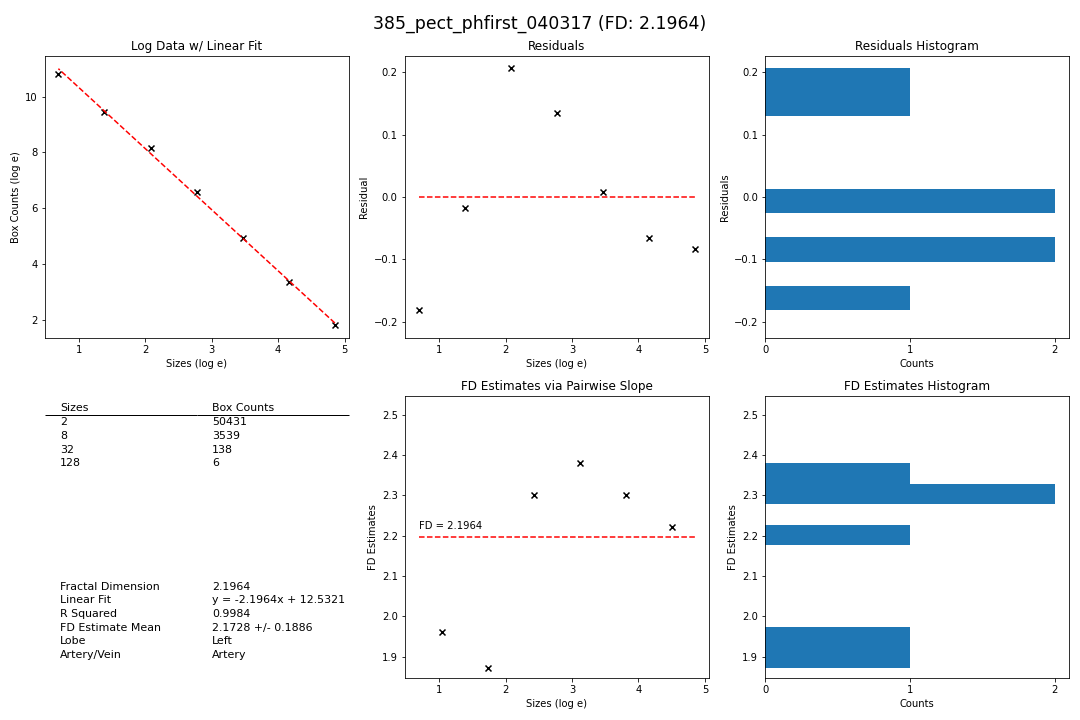 385_pect_phfirst_040317 (FD: 2.1964)
Log Data w/ Linear Fit
Box Counts (log e)
10
8
6
4
2
1 2 3 4 5
Sizes (log e)
Residuals
Residual
0.2
0.1
0.0
−0.1
−0.2
1 2 3 4 5
Sizes (log e)
Residuals Histogram
Residuals
0.2
0.1
0.0
−0.1
−0.2
0 1 2
Counts
Sizes Box Counts
2 50431
8 3539
32 138
128 6
Fractal Dimension 2.1964
Linear Fit y = -2.1964x + 12.5321
R Squared 0.9984
FD Estimate Mean 2.1728 +/- 0.1886
Lobe Left
Artery/Vein Artery
FD Estimates via Pairwise Slope
FD Estimates
2.5
2.4
2.3
2.2
2.1
2.0
1.9
FD = 2.1964
1 2 3 4 5
Sizes (log e)
FD Estimates Histogram
FD Estimates
2.5
2.4
2.3
2.2
2.1
2.0
1.9
0 1 2
Counts